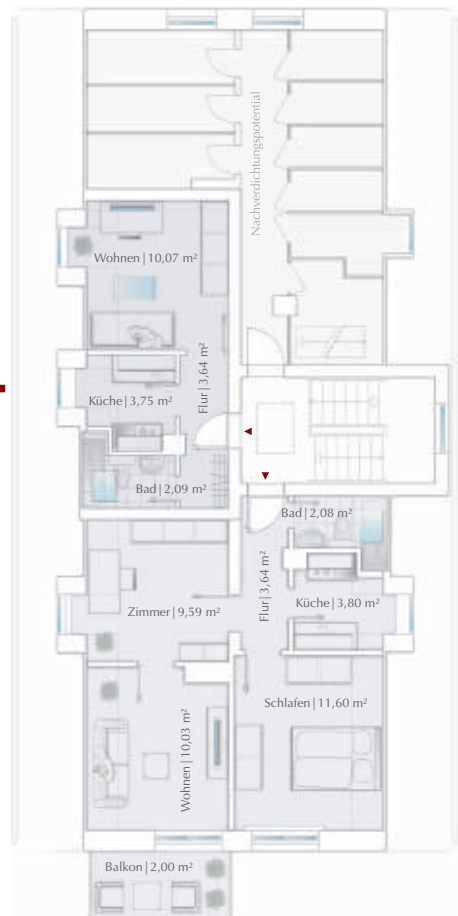 Nachverdichtungspotential
Wohnen | 10,07 m²
Flur | 3,64 m²
Küche | 3,75 m²
Bad | 2,09 m²
Bad | 2,08 m²
Flur | 3,64 m²
Zimmer | 9,59 m²
Küche | 3,80 m²
Schlafen | 11,60 m²
Wohnen | 10,03 m²
Balkon | 2,00 m²